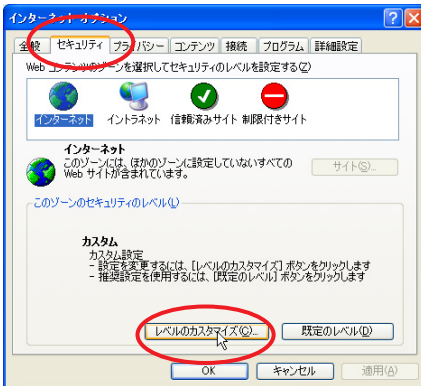 インターネット オプション
全般 セキュリティ プライバシー コンテンツ 接続 プログラム 詳細設定
Web コンテンツのゾーンを選択してセキュリティのレベルを設定する(Z)
インターネット イントラネット 信頼済みサイト 制限付きサイト
インターネット
このゾーンには、ほかのゾーンに設定していないすべての
Web サイトが含まれています。
サイト(S)...
このゾーンのセキュリティのレベル(L)
カスタム
カスタム設定
- 設定を変更するには、[レベルのカスタマイズ] ボタンをクリックします
- 推奨設定を使用するには、[既定のレベル] ボタンをクリックします
レベルのカスタマイズ(C)... 既定のレベル(D)
OK キャンセル 適用(A)